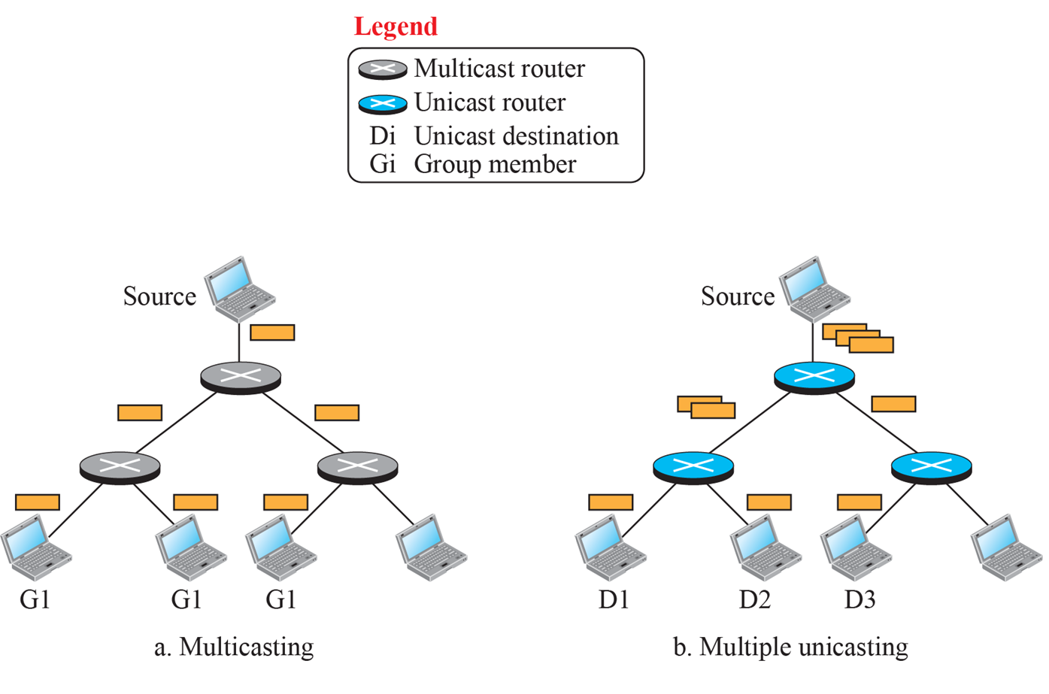 Legend
Multicast router
Unicast router
Di Unicast destination
Gi Group member
Source
G1 G1 G1
a. Multicasting
Source
D1 D2 D3
b. Multiple unicasting